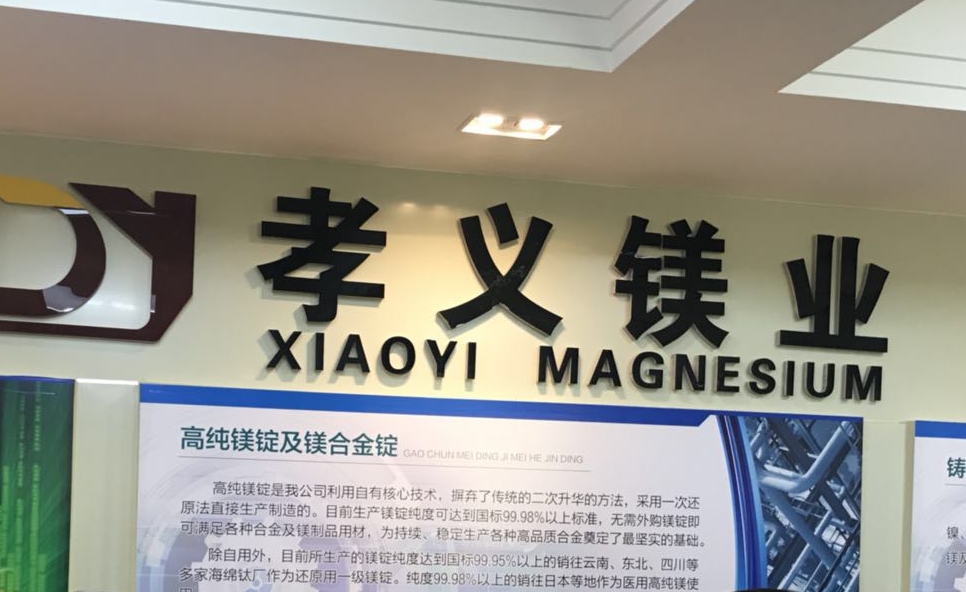 孝义镁业
XIAOYI MAGNESIUM
高纯镁锭及镁合金锭 GAO CHUN MEI DING JI MEI HE JIN DING
高纯镁锭是我公司利用自有核心技术，摒弃了传统的二次升华的方法，采用一次还
原法直接生产制造的。目前生产镁锭纯度可达到国标99.98%以上标准，无需外购镁锭即
可满足各种合金及镁制品用材，为持续、稳定生产各种高品质合金奠定了最坚实的基础。
除自用外，目前所生产的镁锭纯度达到国标99.95%以上的销往云南、东北、四川等
多家海绵钛厂作为还原用一级镁锭。纯度99.98%以上的销往日本等地作为医用高纯镁使
铸
镍、
镁及